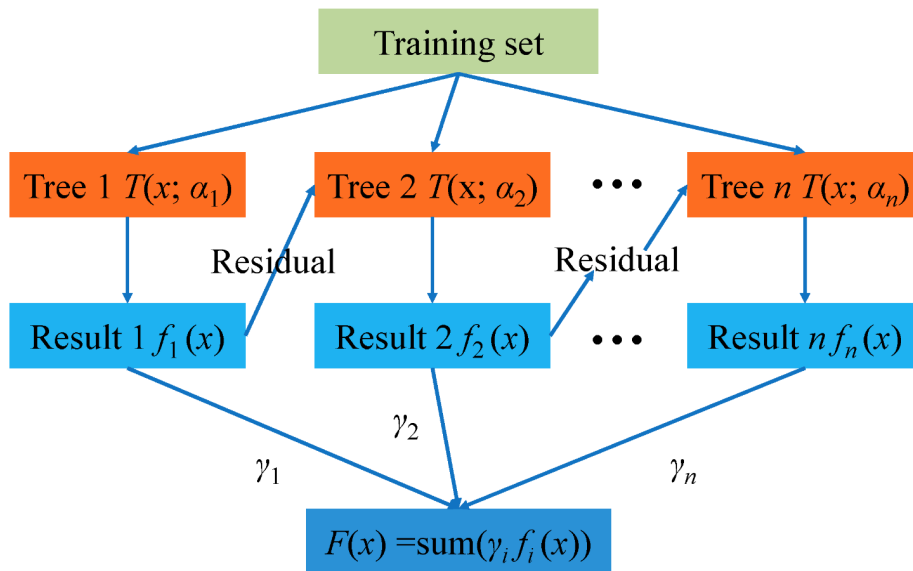 Training set
Tree 1 T(x; α₁)
Tree 2 T(x; α₂)
•••
Tree n T(x; αₙ)
Residual
Residual
Result 1 f₁(x)
Result 2 f₂(x)
•••
Result n fₙ(x)
γ₁
γ₂
γₙ
F(x) =sum(γᵢ fᵢ(x))